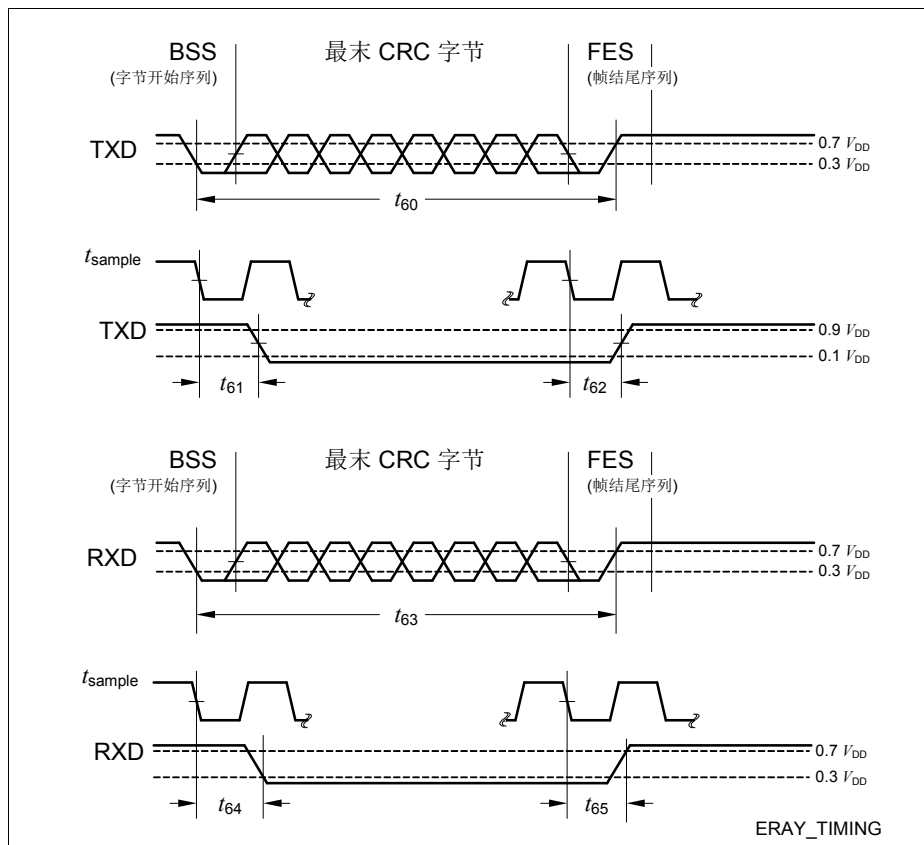 BSS
(字节开始序列)
最末 CRC 字节
FES
(帧结尾序列)
TXD
0.7 VDD
0.3 VDD
t60
tsample
TXD
0.9 VDD
0.1 VDD
t61
t62
BSS
(字节开始序列)
最末 CRC 字节
FES
(帧结尾序列)
RXD
0.7 VDD
0.3 VDD
t63
tsample
RXD
0.7 VDD
0.3 VDD
t64
t65
ERAY_TIMING